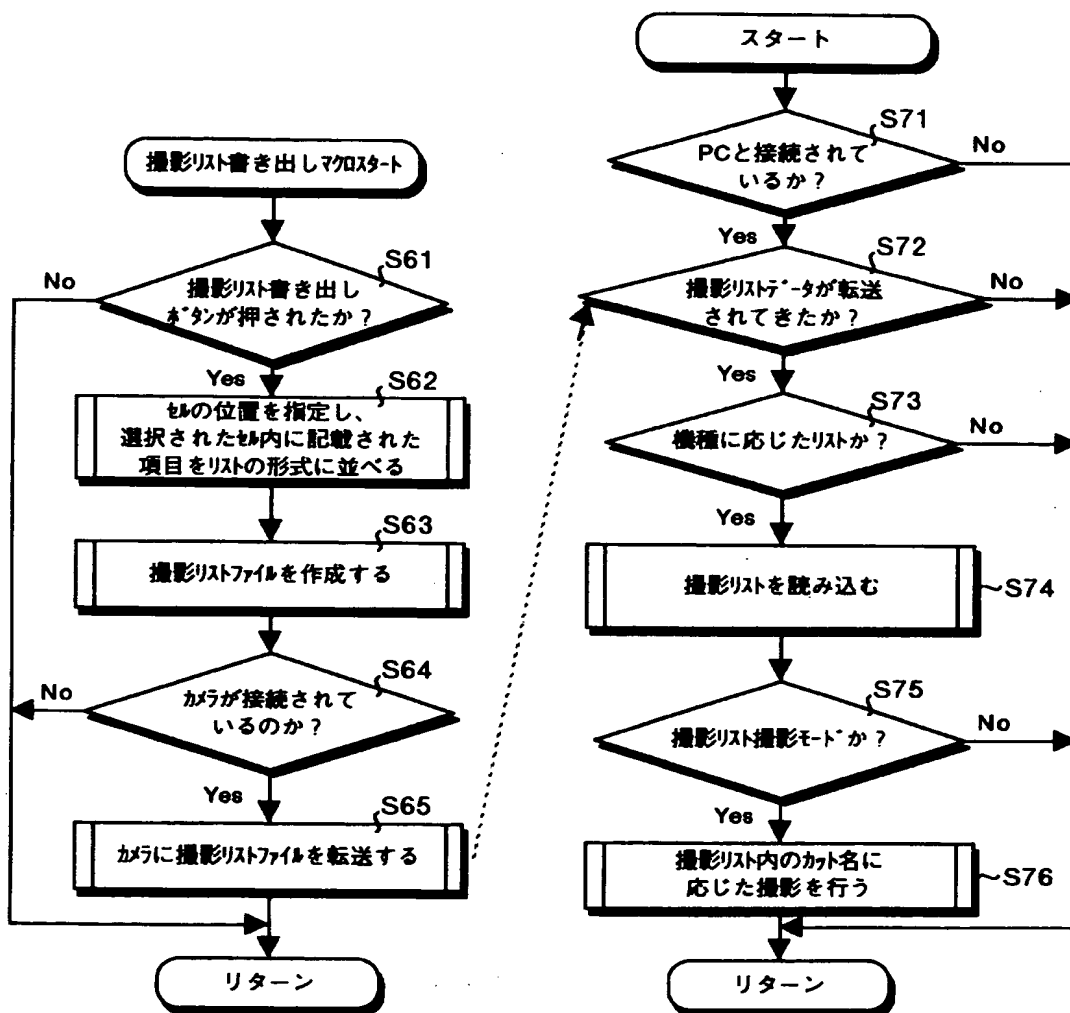 撮影リスト書き出しマクロスタート
S61
No
撮影リスト書き出し
ボタンが押されたか?
Yes
S62
セルの位置を指定し、
選択されたセル内に記載された
項目をリストの形式に並べる
S63
撮影リストファイルを作成する
S64
No
カメラが接続されて
いるのか?
Yes
S65
カメラに撮影リストファイルを転送する
リターン
スタート
S71
No
PCと接続されて
いるか?
Yes
S72
撮影リストデータが転送
されてきたか?
Yes
S73
機種に応じたリストか?
No
Yes
撮影リストを読み込む
S74
S75
撮影リスト撮影モードか?
No
Yes
撮影リスト内のカット名に
応じた撮影を行う
S76
リターン